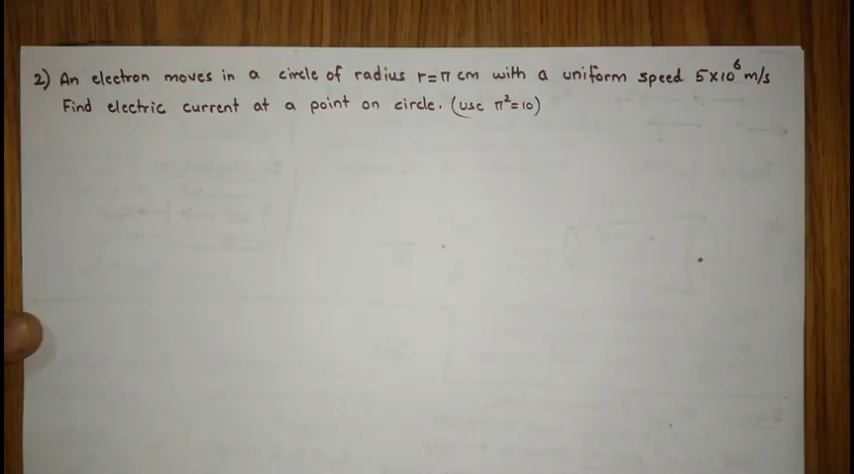 2) An electron moves in a circle of radius r=π cm with a uniform speed 5×10⁶ m/s
Find electric current at a point on circle. (use π²=10)